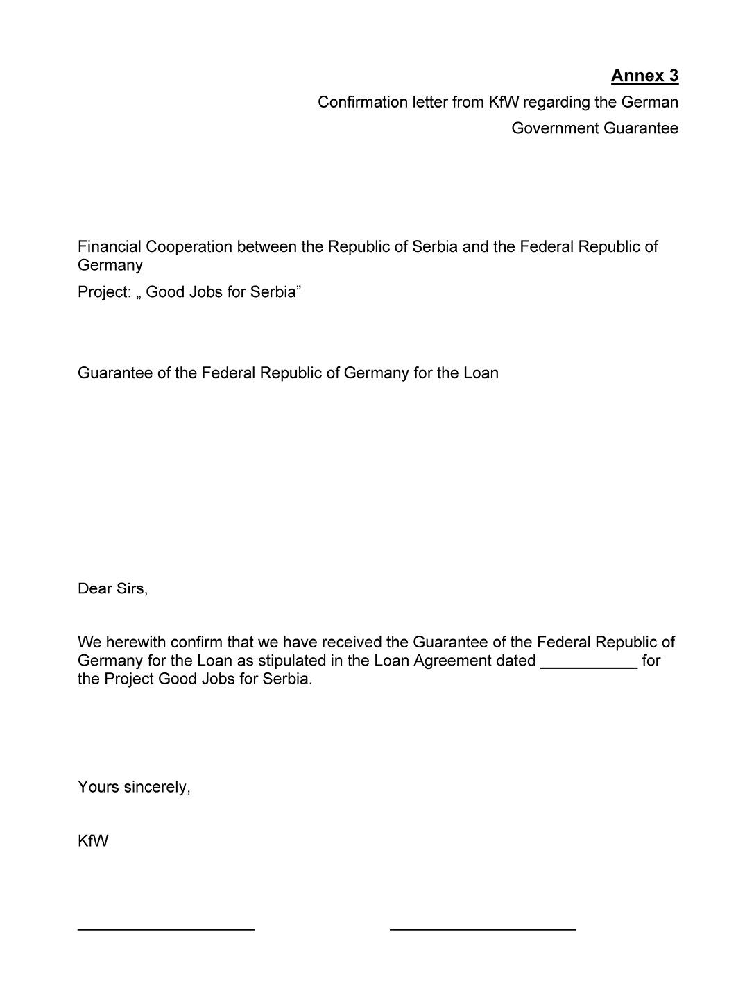 Annex 3
Confirmation letter from KfW regarding the German
Government Guarantee
Financial Cooperation between the Republic of Serbia and the Federal Republic of
Germany
Project: „ Good Jobs for Serbia”
Guarantee of the Federal Republic of Germany for the Loan
Dear Sirs,
We herewith confirm that we have received the Guarantee of the Federal Republic of
Germany for the Loan as stipulated in the Loan Agreement dated ___________ for
the Project Good Jobs for Serbia.
Yours sincerely,
KfW
____________________ _____________________